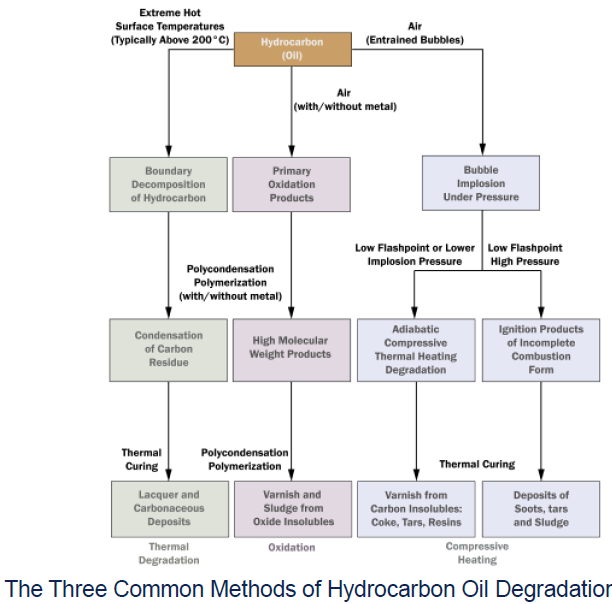 Extreme Hot
Surface Temperatures
(Typically Above 200°C)
Air
(Entrained Bubbles)
Hydrocarbon
(Oil)
Air
(with/without metal)
Boundary
Decomposition
of Hydrocarbon
Primary
Oxidation
Products
Bubble
Implosion
Under Pressure
Low Flashpoint or Lower
Implosion Pressure
Low Flashpoint
High Pressure
Polycondensation
Polymerization
(with/without metal)
Condensation
of Carbon
Residue
High Molecular
Weight Products
Adiabatic
Compressive
Thermal Heating
Degradation
Ignition Products
of Incomplete
Combustion
Form
Thermal
Curing
Polycondensation
Polymerization
Thermal Curing
Lacquer and
Carbonaceous
Deposits
Varnish and
Sludge from
Oxide Insolubles
Varnish from
Carbon Insolubles:
Coke, Tars, Resins
Deposits of
Soots, tars
and Sludge
Thermal
Degradation
Oxidation
Compressive
Heating
The Three Common Methods of Hydrocarbon Oil Degradation